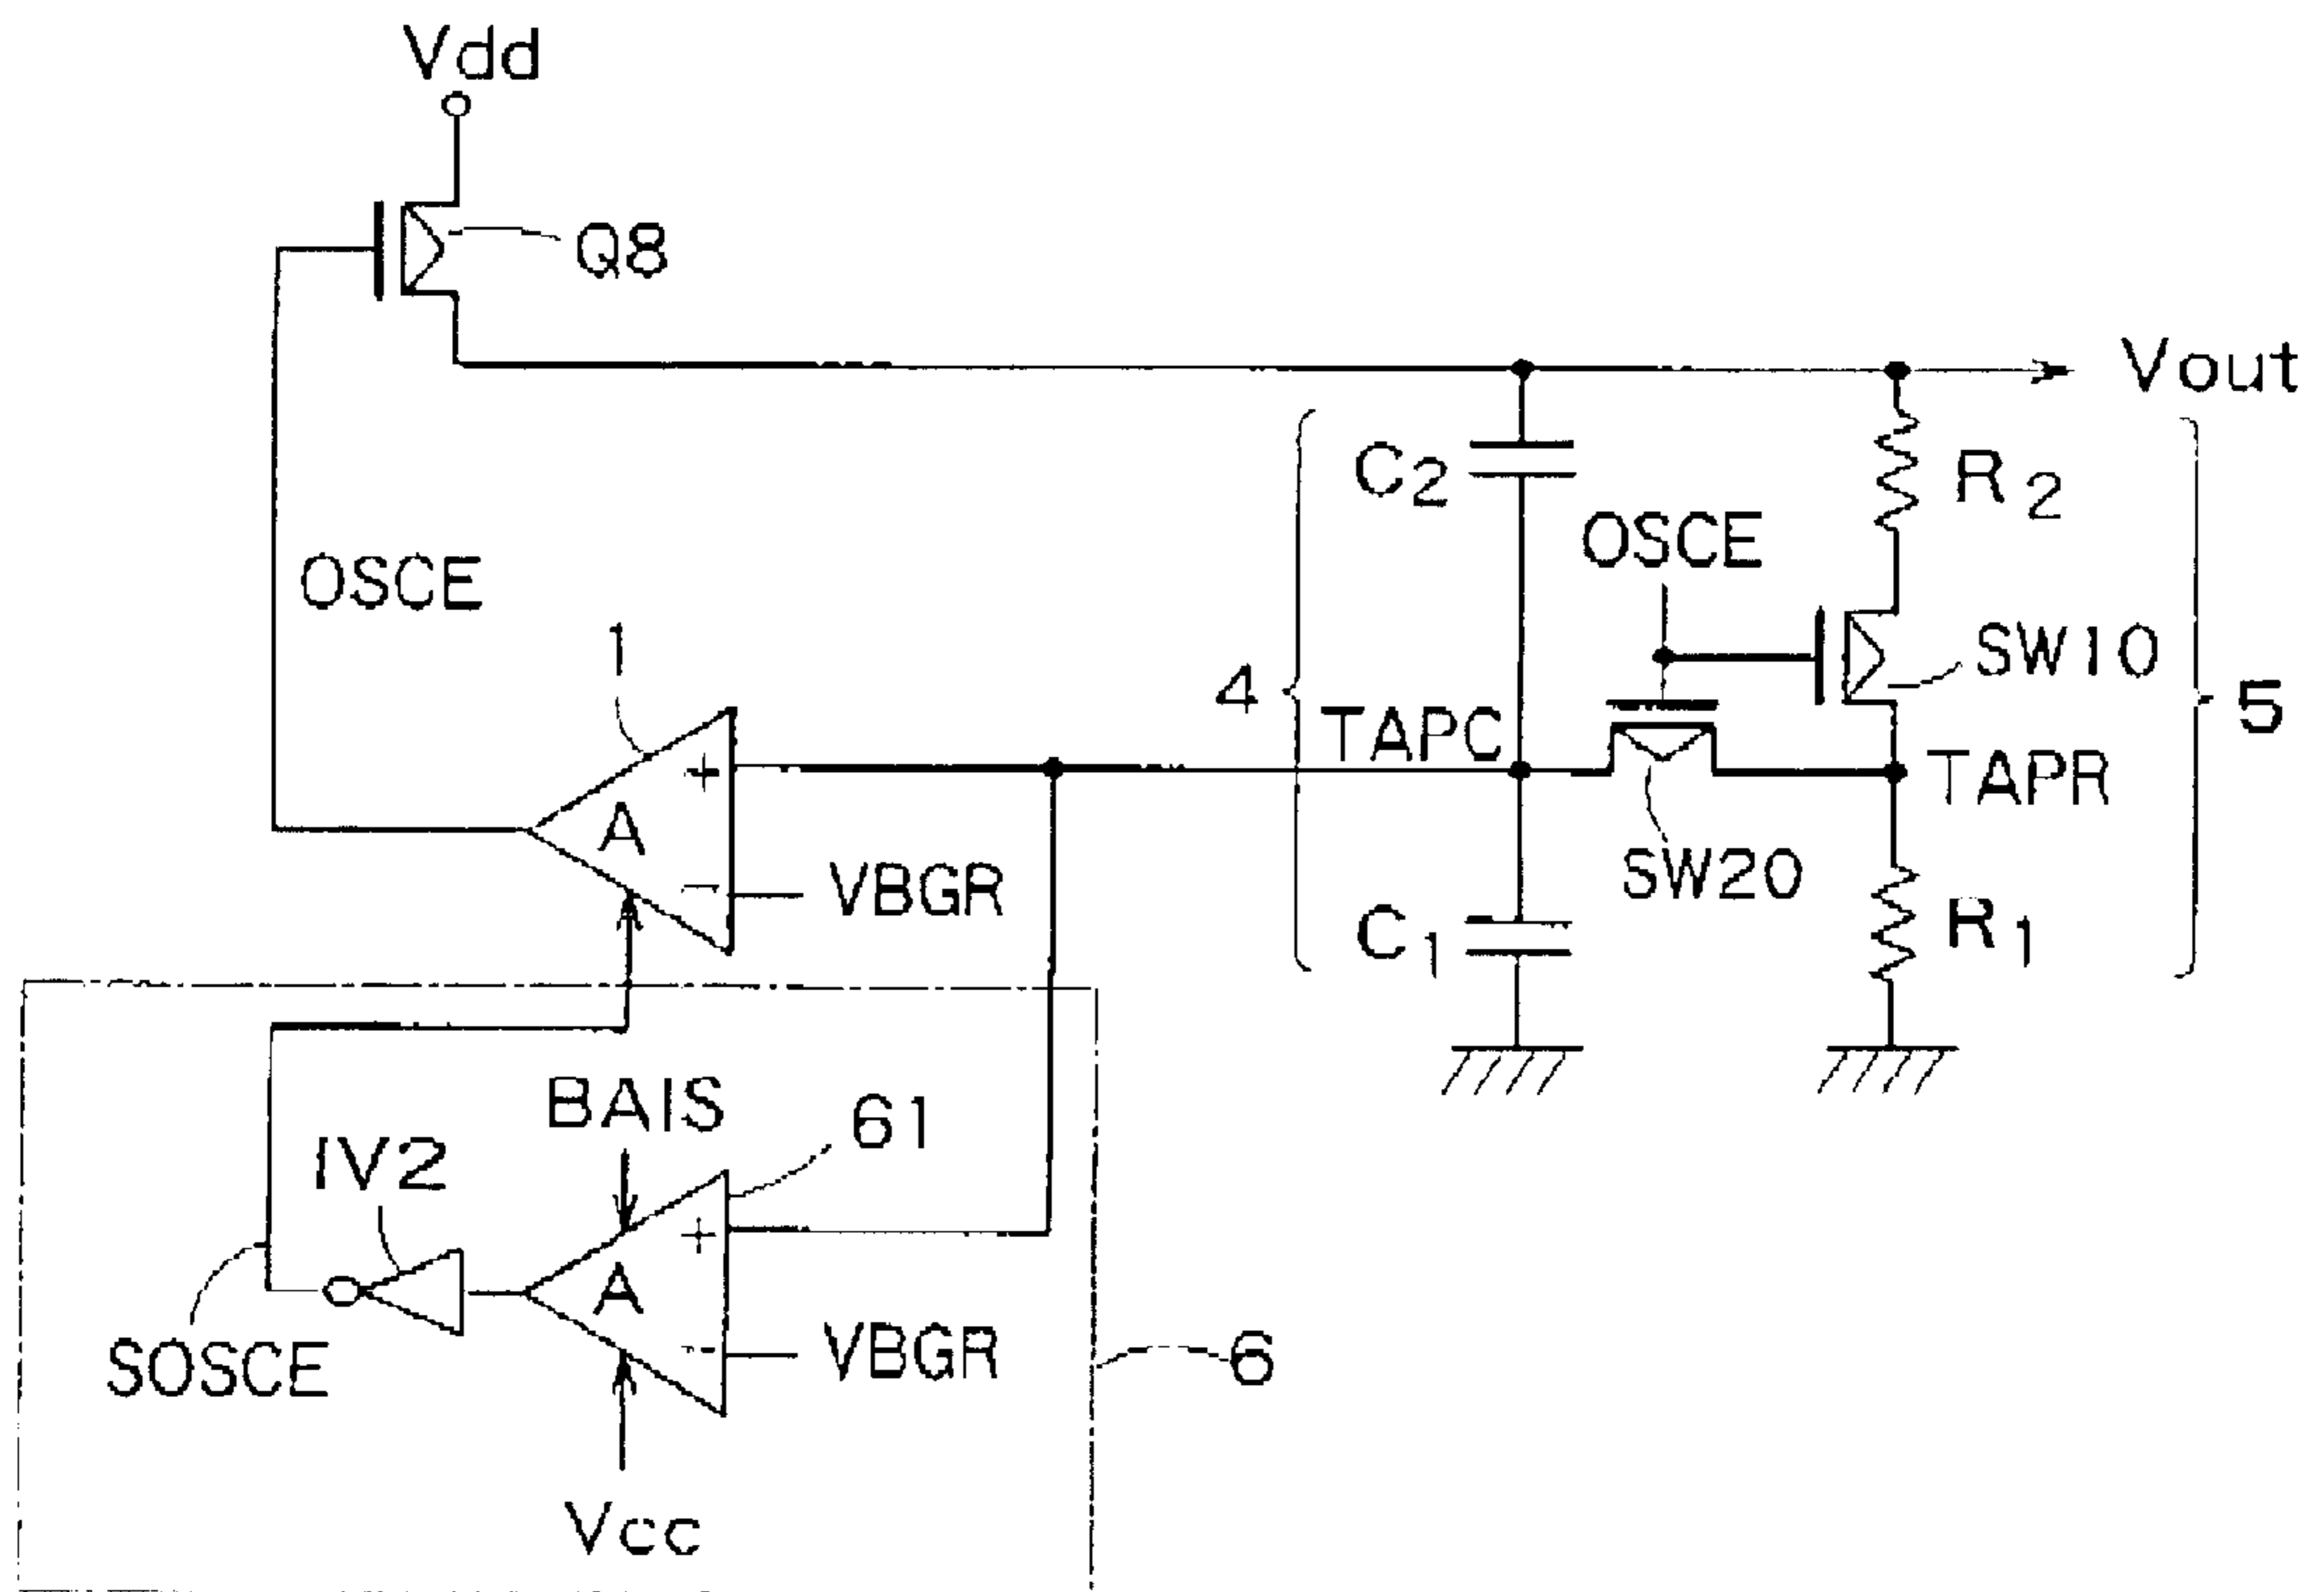 Vdd
Q8
Vout
C2
R2
OSCE
OSCE
1
SW10
4
5
TAPC
TAPR
+
A
SW20
VBGR
−
C1
R1
BAIS
61
IV2
+
A
SOSCE
VBGR
−
6
Vcc